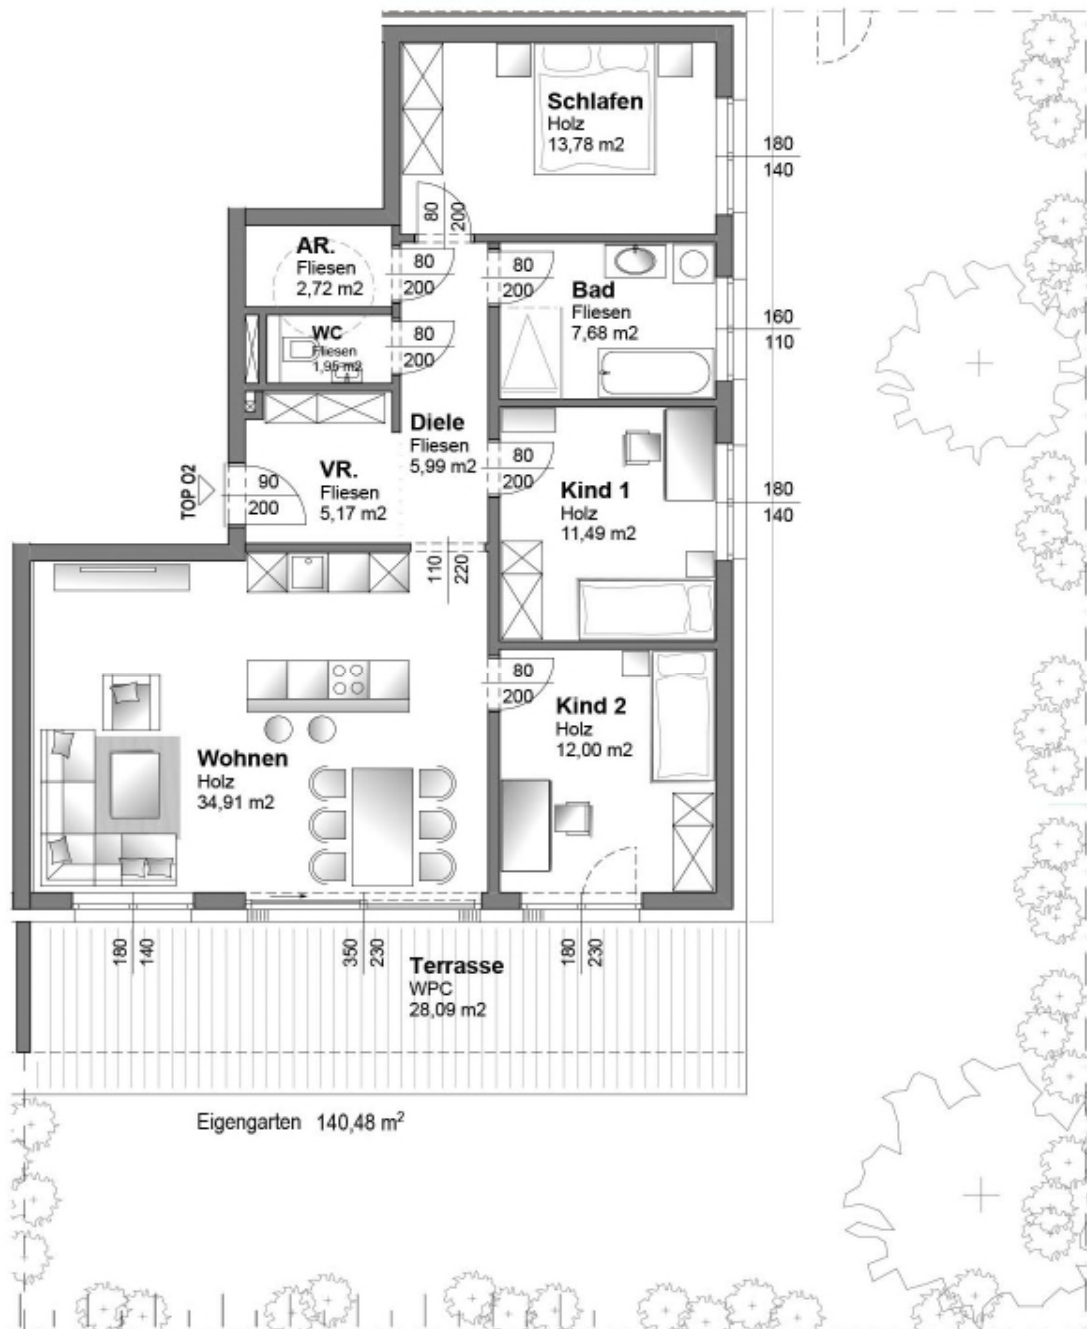 Schlafen
Holz
13,78 m2
180
140
80
200
AR.
Fliesen
2,72 m2
80
200
80
200
Bad
Fliesen
7,68 m2
160
110
WC
Fliesen
1,95 m2
80
200
Diele
Fliesen
5,99 m2
80
200
VR.
Fliesen
5,17 m2
TOP 02
90
200
Kind 1
Holz
11,49 m2
180
140
110
220
80
200
Kind 2
Holz
12,00 m2
Wohnen
Holz
34,91 m2
180
140
350
230
180
230
Terrasse
WPC
28,09 m2
Eigengarten 140,48 m²